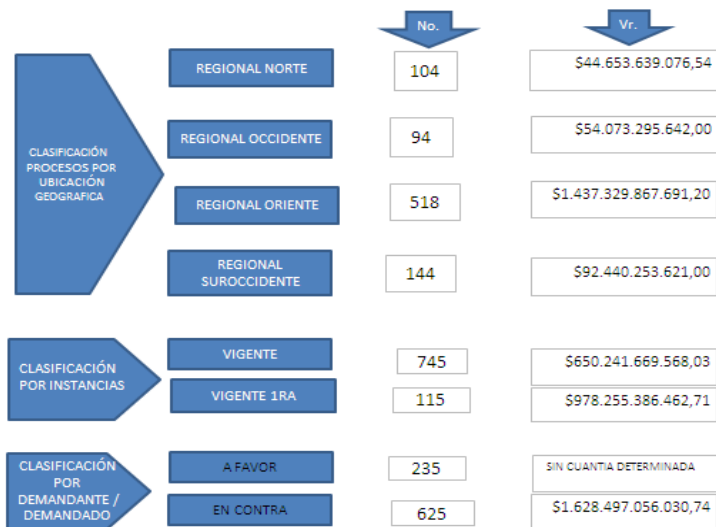 No.
Vr.
CLASIFICACIÓN
PROCESOS POR
UBICACIÓN
GEOGRAFICA
REGIONAL NORTE
104
$44.653.639.076,54
REGIONAL OCCIDENTE
94
$54.073.295.642,00
REGIONAL ORIENTE
518
$1.437.329.867.691,20
REGIONAL
SUROCCIDENTE
144
$92.440.253.621,00
CLASIFICACIÓN
POR INSTANCIAS
VIGENTE
745
$650.241.669.568,03
VIGENTE 1RA
115
$978.255.386.462,71
CLASIFICACIÓN
POR
DEMANDANTE /
DEMANDADO
A FAVOR
235
SIN CUANTIA DETERMINADA
EN CONTRA
625
$1.628.497.056.030,74